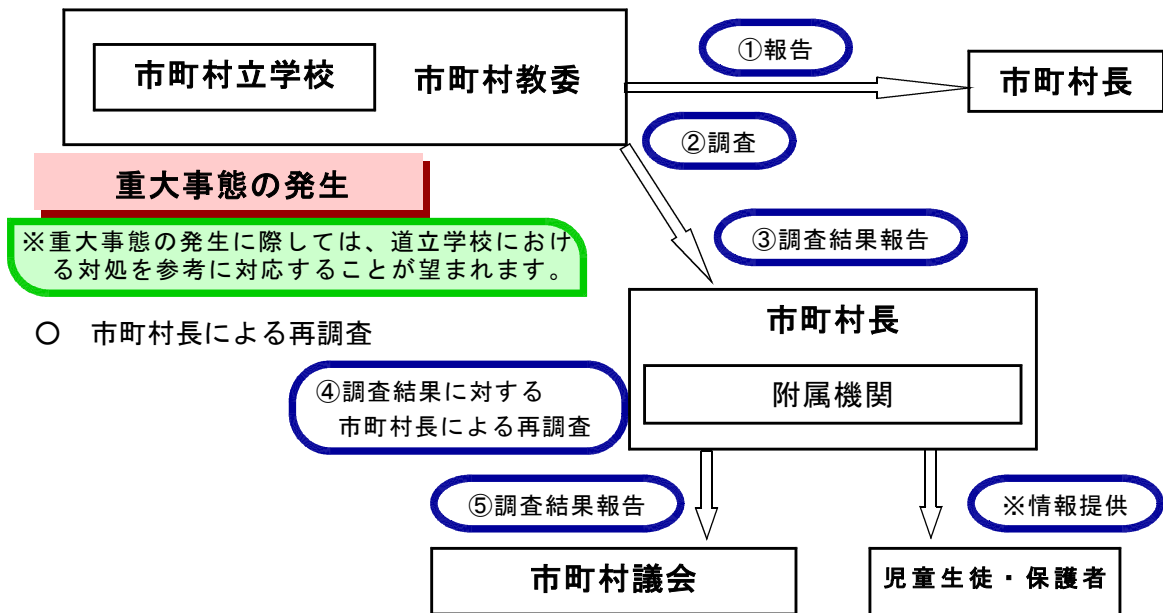 市町村立学校
市町村教委
①報告
市町村長
②調査
重大事態の発生
※重大事態の発生に際しては、道立学校におけ
る対処を参考に対応することが望まれます。
③調査結果報告
○ 市町村長による再調査
市町村長
附属機関
④調査結果に対する
市町村長による再調査
⑤調査結果報告
※情報提供
市町村議会
児童生徒・保護者